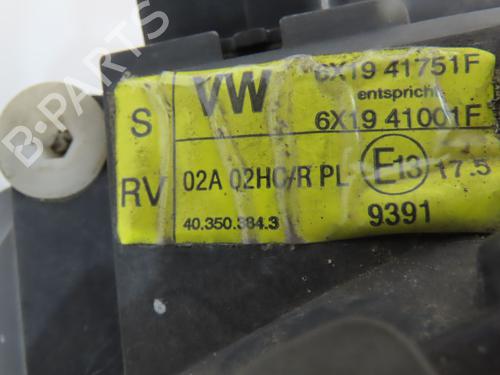 S VW 6X19 41751F
entspricht
6X19 41001F
RV 02A 02HC/R PL E13 17.5
40.350.384.3 9391
B-PARTS